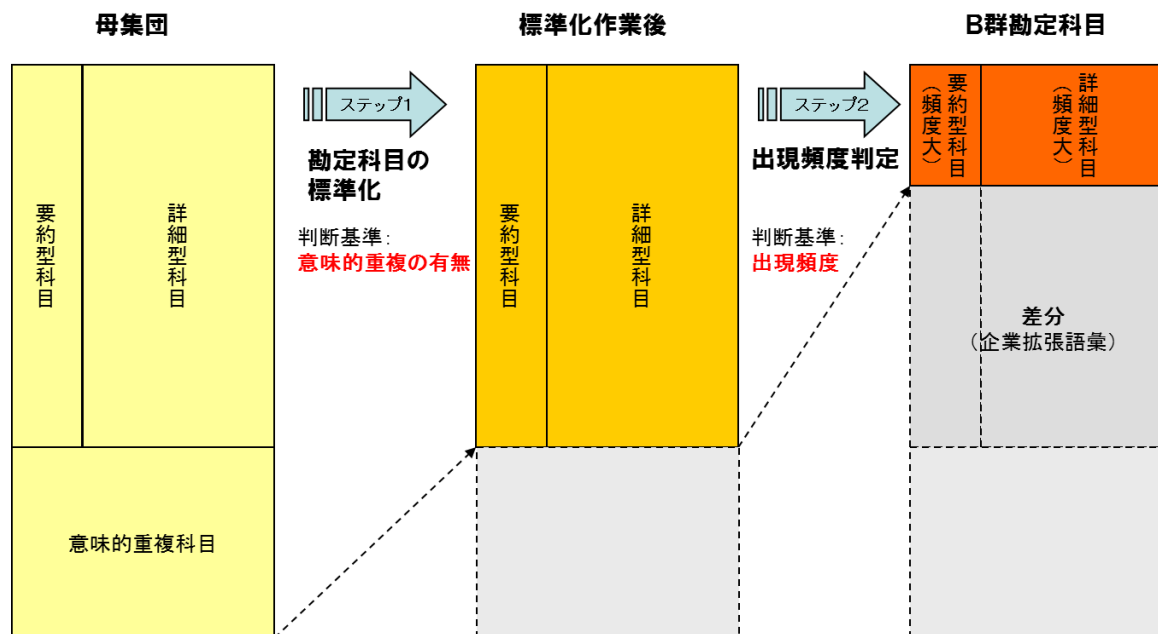 母集団
標準化作業後
B群勘定科目
要約型科目
詳細型科目
意味的重複科目
ステップ1
勘定科目の
標準化
判断基準:
意味的重複の有無
要約型科目
詳細型科目
ステップ2
出現頻度判定
判断基準:
出現頻度
要約型科目
(頻度大)
詳細型科目
(頻度大)
差分
(企業拡張語彙)